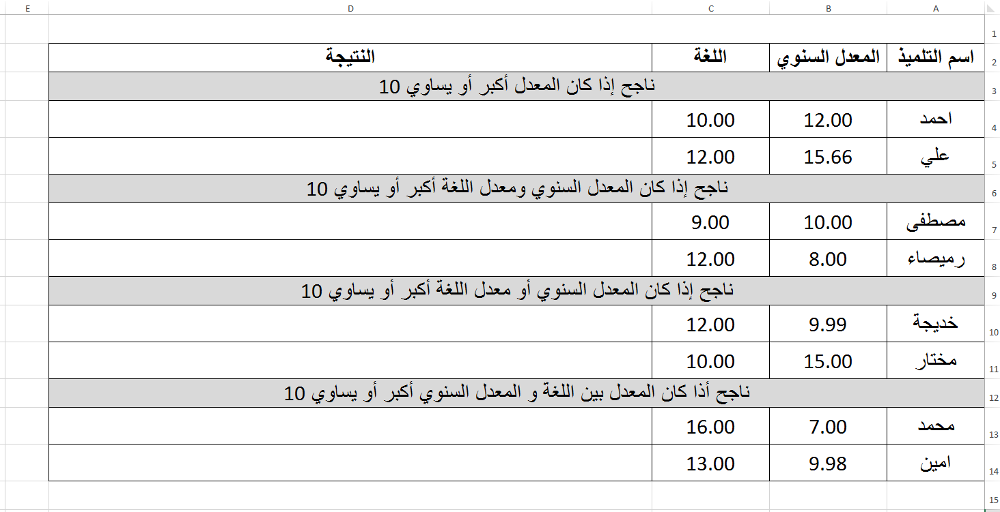 A B C D E
1
2 اسم التلميذ المعدل السنوي اللغة النتيجة
3 ناجح إذا كان المعدل أكبر أو يساوي 10
4 احمد 12.00 10.00
5 علي 15.66 12.00
6 ناجح إذا كان المعدل السنوي ومعدل اللغة أكبر أو يساوي 10
7 مصطفى 10.00 9.00
8 رميصاء 8.00 12.00
9 ناجح إذا كان المعدل السنوي أو معدل اللغة أكبر أو يساوي 10
10 خديجة 9.99 12.00
11 مختار 15.00 10.00
12 ناجح أذا كان المعدل بين اللغة و المعدل السنوي أكبر أو يساوي 10
13 محمد 7.00 16.00
14 امين 9.98 13.00
15